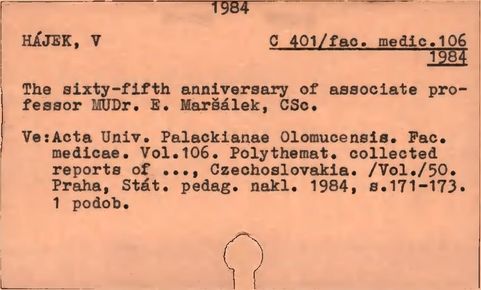 1984
HÁJEK, V C 401/fac. medic.106
1984
The sixty-fifth anniversary of associate pro-
fessor MUDr. E. Maršálek, CSc.
Ve:Acta Univ. Palackianae Olomucensis. Fac.
medicae. Vol.106. Polythemat. collected
reports of ..., Czechoslovakia. /Vol./50.
Praha, Stát. pedag. nakl. 1984, s.171-173.
1 podob.